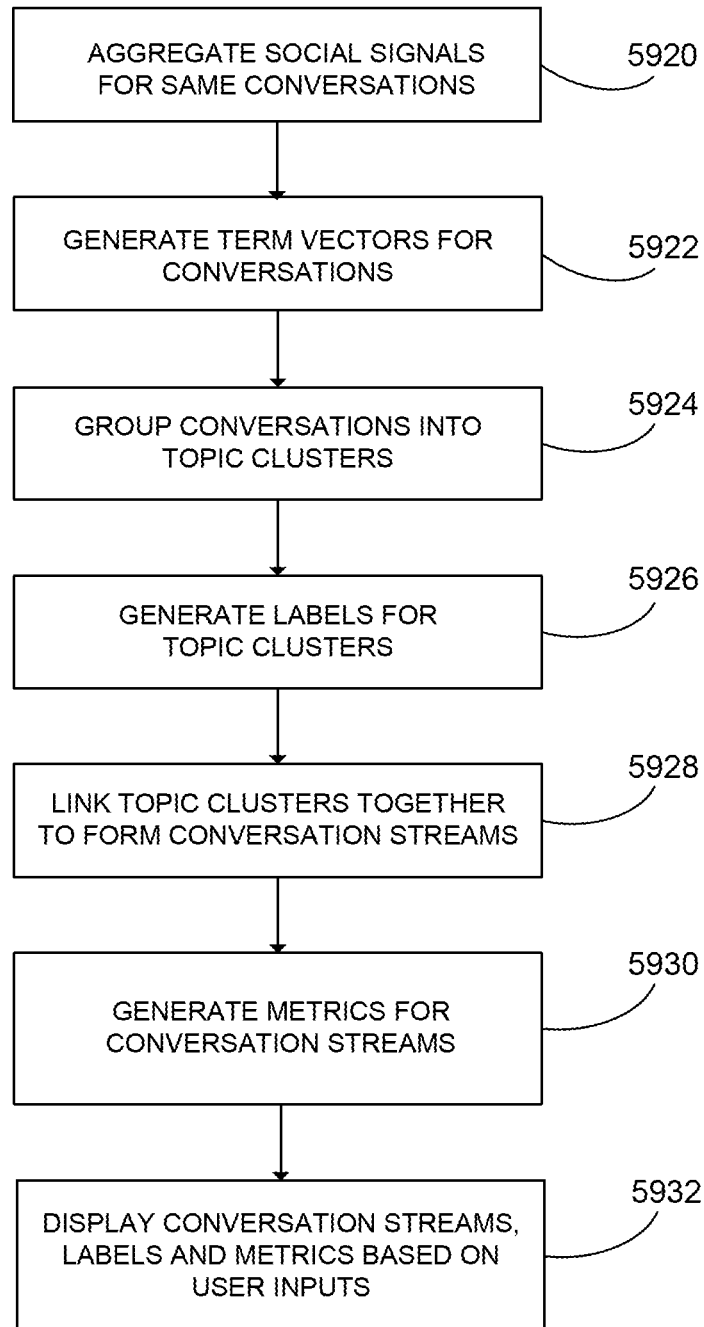 AGGREGATE SOCIAL SIGNALS
FOR SAME CONVERSATIONS
5920
GENERATE TERM VECTORS FOR
CONVERSATIONS
5922
GROUP CONVERSATIONS INTO
TOPIC CLUSTERS
5924
GENERATE LABELS FOR
TOPIC CLUSTERS
5926
LINK TOPIC CLUSTERS TOGETHER
TO FORM CONVERSATION STREAMS
5928
GENERATE METRICS FOR
CONVERSATION STREAMS
5930
DISPLAY CONVERSATION STREAMS,
LABELS AND METRICS BASED ON
USER INPUTS
5932